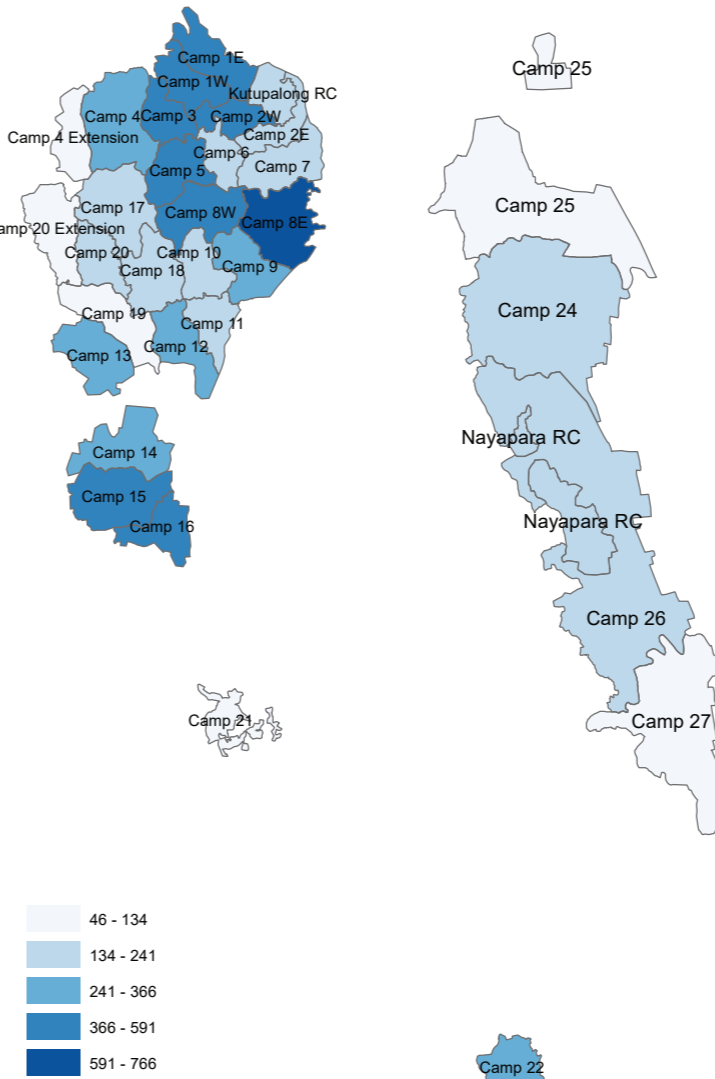 Camp 1E
Camp 25
Camp 1W
Kutupalong RC
Camp 4
Camp 3
Camp 2W
Camp 4 Extension
Camp 2E
Camp 6
Camp 7
Camp 5
Camp 25
Camp 17
Camp 8W
Camp 8E
amp 20 Extension
Camp 20
Camp 10
Camp 18
Camp 9
Camp 24
Camp 19
Camp 11
Camp 12
Camp 13
Nayapara RC
Camp 14
Camp 15
Camp 16
Nayapara RC
Camp 26
Camp 21
Camp 27
46 - 134
134 - 241
241 - 366
366 - 591
591 - 766
Camp 22